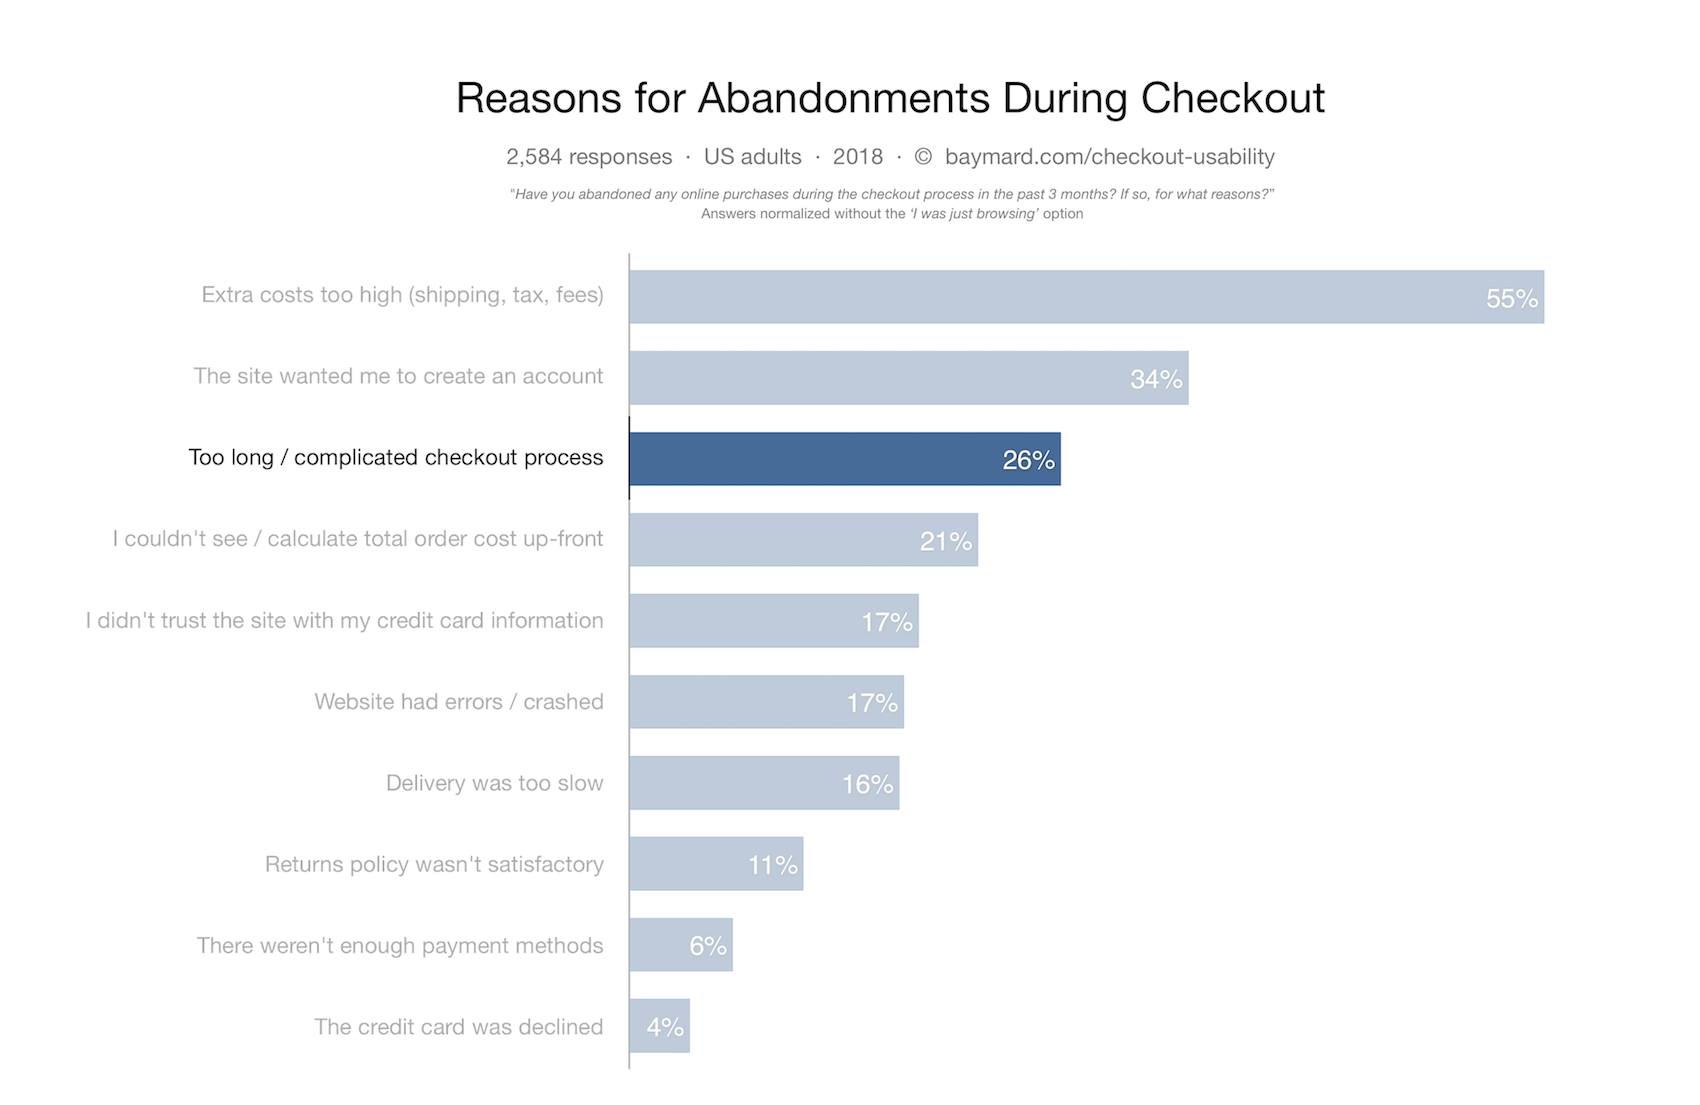 Reasons for Abandonments During Checkout
2,584 responses · US adults · 2018 · © baymard.com/checkout-usability
"Have you abandoned any online purchases during the checkout process in the past 3 months? If so, for what reasons?”
Answers normalized without the ‘I was just browsing’ option
Extra costs too high (shipping, tax, fees) 55%
The site wanted me to create an account 34%
Too long / complicated checkout process 26%
I couldn't see / calculate total order cost up-front 21%
I didn't trust the site with my credit card information 17%
Website had errors / crashed 17%
Delivery was too slow 16%
Returns policy wasn't satisfactory 11%
There weren't enough payment methods 6%
The credit card was declined 4%